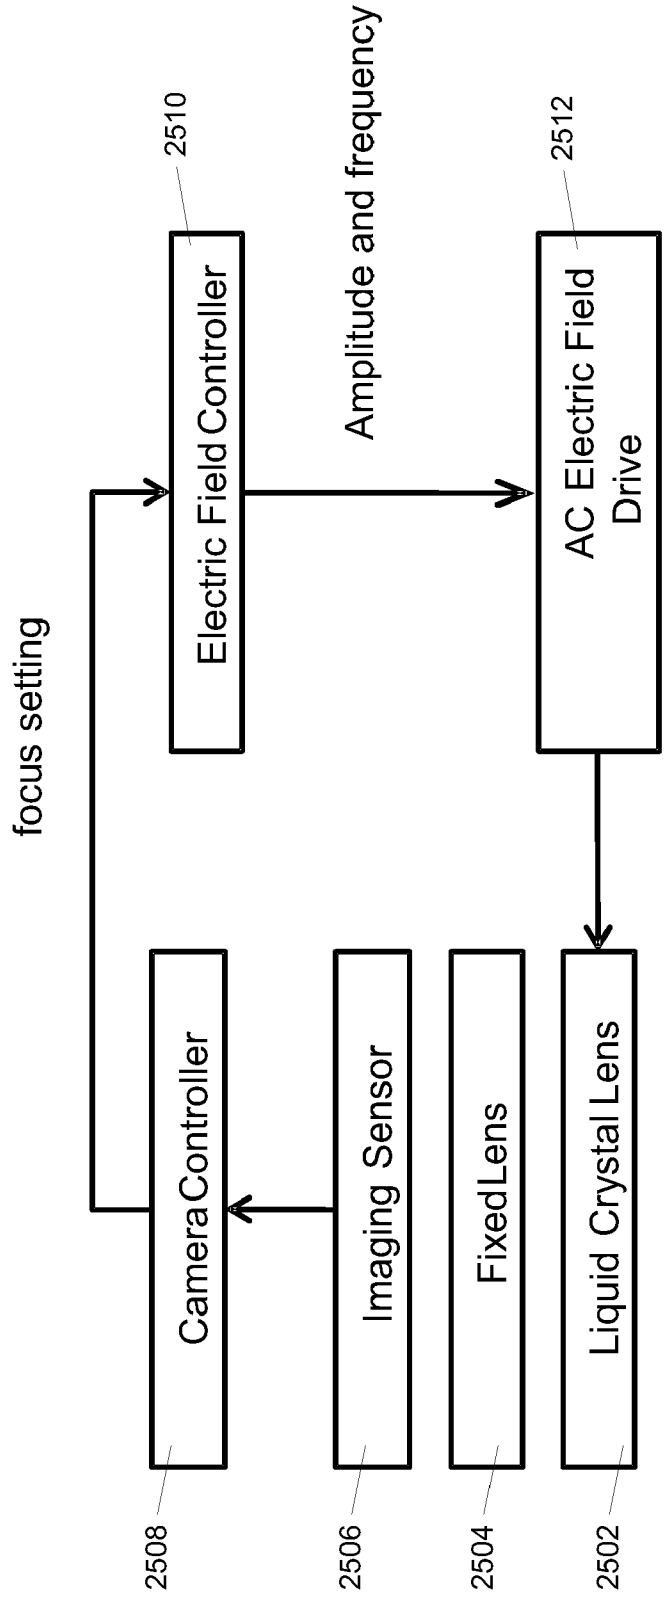 focus setting
2508
Camera Controller
2510
Electric Field Controller
2506
Imaging Sensor
Amplitude and frequency
2504
Fixed Lens
2502
Liquid Crystal Lens
2512
AC Electric Field
Drive